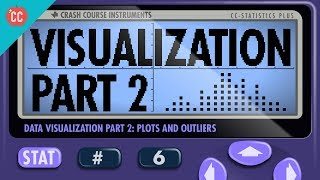 CC
CRASH COURSE INSTRUMENTS
CC-STATISTICS PLUS
VISUALIZATION
PART 2
DATA VISUALIZATION PART 2: PLOTS AND OUTLIERS
STAT
#
6